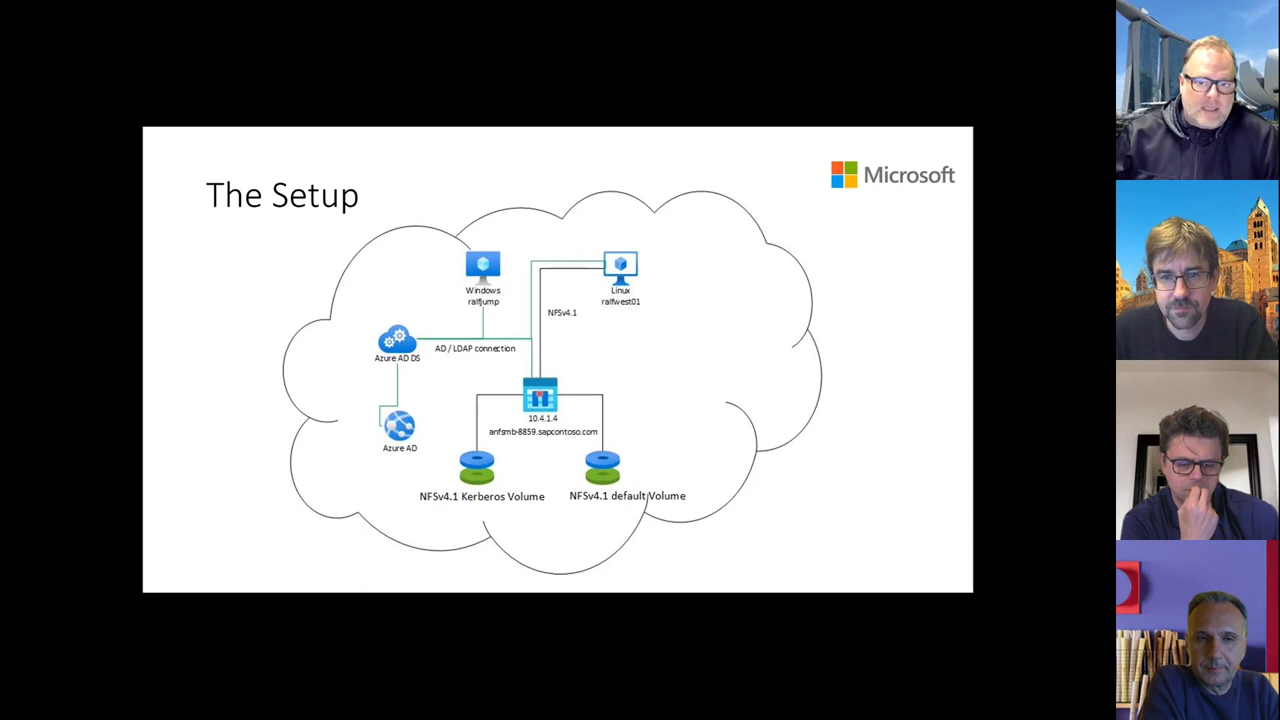 The Setup
Microsoft
Windows
ralfjump
Linux
ralfwest01
NFSv4.1
Azure AD DS
AD / LDAP connection
10.4.1.4
anfsmb-8859.sapcontoso.com
Azure AD
NFSv4.1 Kerberos Volume
NFSv4.1 default Volume